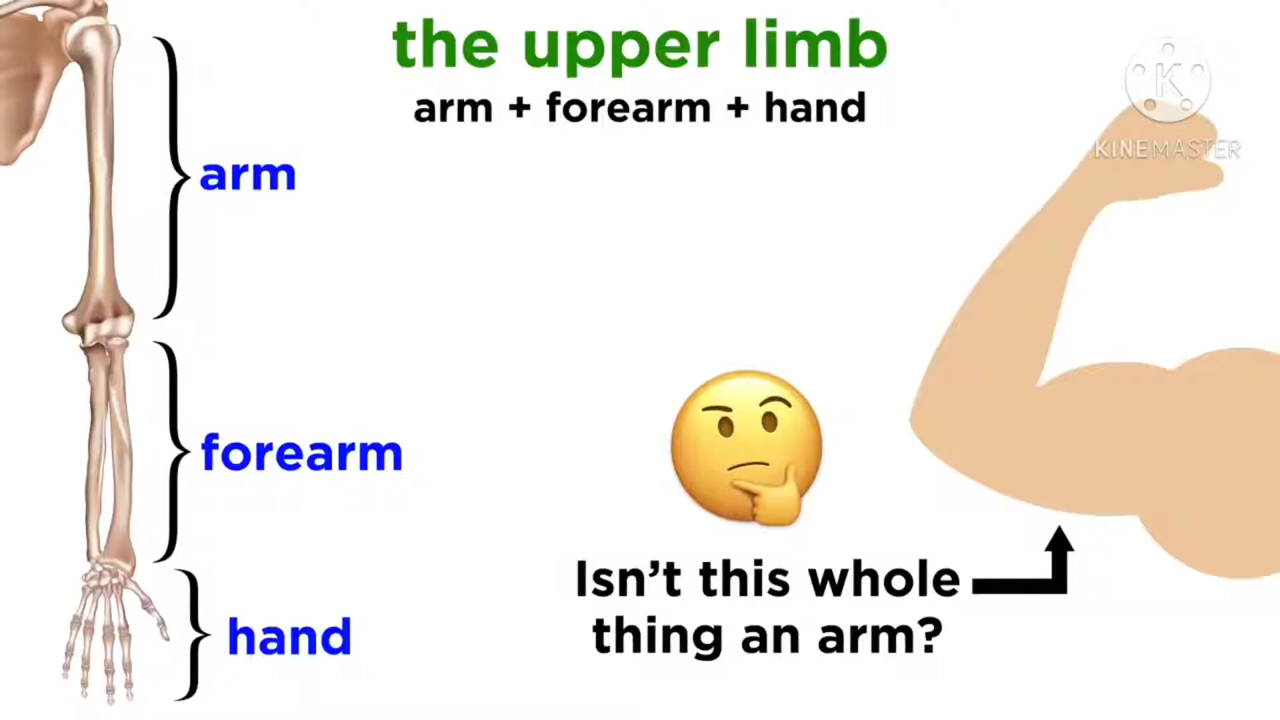 the upper limb
arm + forearm + hand
K
KINEMASTER
arm
forearm
hand
Isn't this whole
thing an arm?